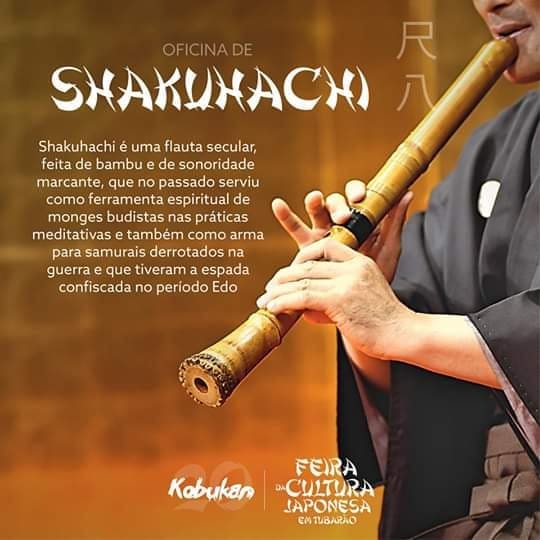 OFICINA DE
SHAKUHACHI
尺
八
Shakuhachi é uma flauta secular,
feita de bambu e de sonoridade
marcante, que no passado serviu
como ferramenta espiritual de
monges budistas nas práticas
meditativas e também como arma
para samurais derrotados na
guerra e que tiveram a espada
confiscada no período Edo
20
Kobukan
FEIRA
DA CULTURA
JAPONESA
EM TUBARÃO